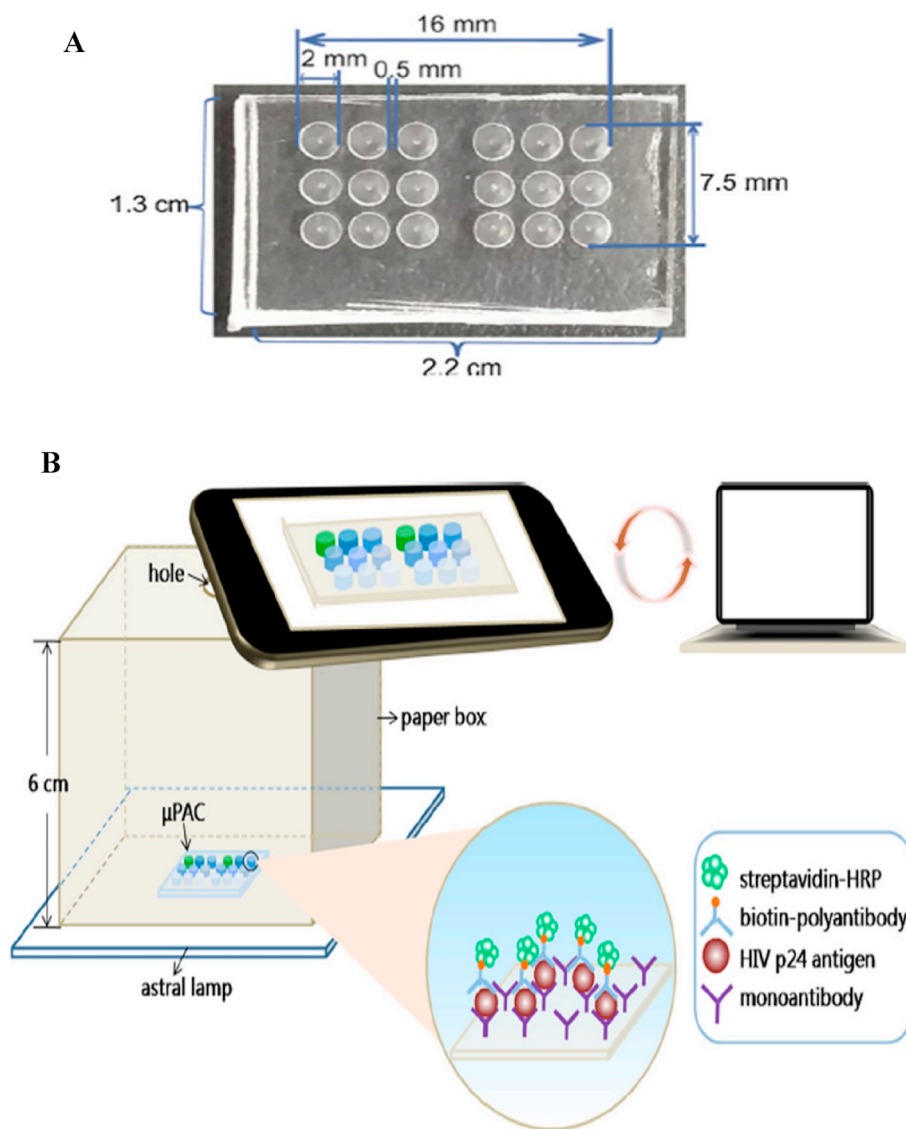 A
16 mm
2 mm
0.5 mm
1.3 cm
7.5 mm
2.2 cm
B
hole
paper box
6 cm
μPAC
astral lamp
streptavidin-HRP
biotin-polyantibody
HIV p24 antigen
monoantibody